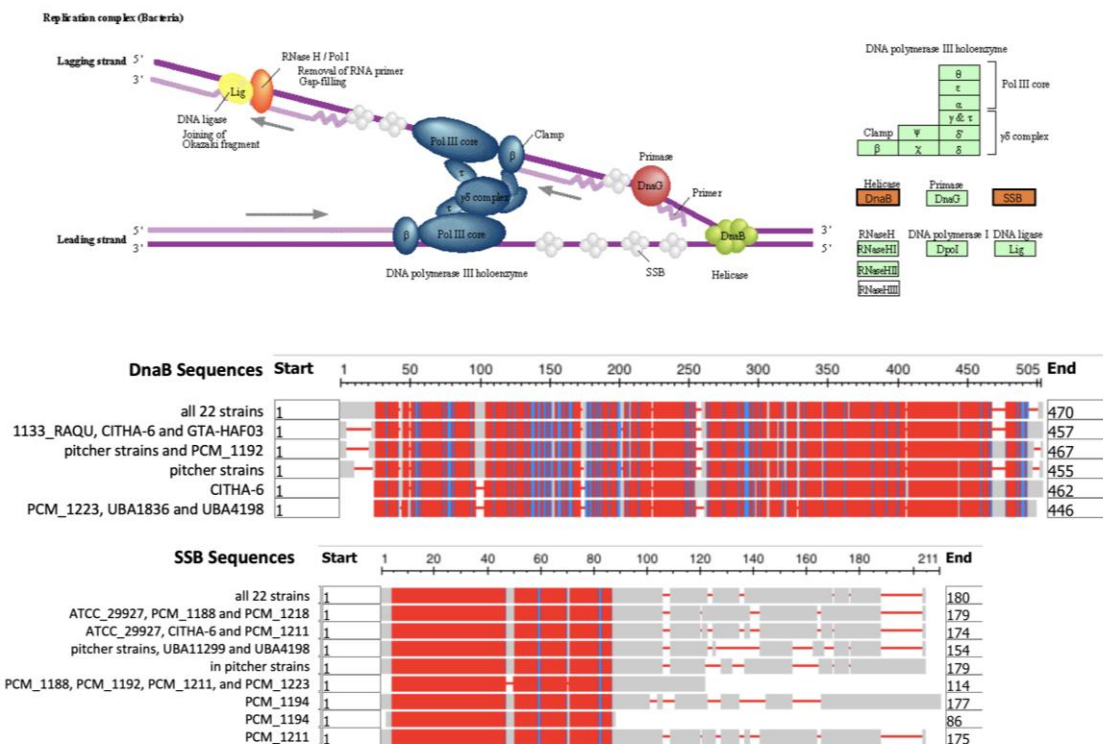 Replication complex (Bacteria)
Lagging strand 5'
3'
Lig
RNase H / Pol I
Removal of RNA primer
Gap-filling
DNA ligase
Joining of
Okazaki fragment
Pol III core
β
Clamp
τ
γδ complex
τ
β
Pol III core
DNA polymerase III holoenzyme
Primase
DnaG
Primer
DnaB
Helicase
SSB
Leading strand 3'
5'
5'
3'
DNA polymerase III holoenzyme
θ
ε
α
Pol III core
γ & τ
Clamp Ψ δ'
β χ δ
γδ complex
Helicase Primase
DnaB DnaG SSB
RNaseH DNA polymerase I DNA ligase
RNaseHI DpoI Lig
RNaseHII
RNaseHIII
DnaB Sequences Start 1 50 100 150 200 250 300 350 400 450 505 End
all 22 strains 1 470
1133_RAQU, CITHA-6 and GTA-HAF03 1 457
pitcher strains and PCM_1192 1 467
pitcher strains 1 455
CITHA-6 1 462
PCM_1223, UBA1836 and UBA4198 1 446
SSB Sequences Start 1 20 40 60 80 100 120 140 160 180 211 End
all 22 strains 1 180
ATCC_29927, PCM_1188 and PCM_1218 1 179
ATCC_29927, CITHA-6 and PCM_1211 1 174
pitcher strains, UBA11299 and UBA4198 1 154
in pitcher strains 1 179
PCM_1188, PCM_1192, PCM_1211, and PCM_1223 1 114
PCM_1194 1 177
PCM_1194 1 86
PCM_1211 1 175